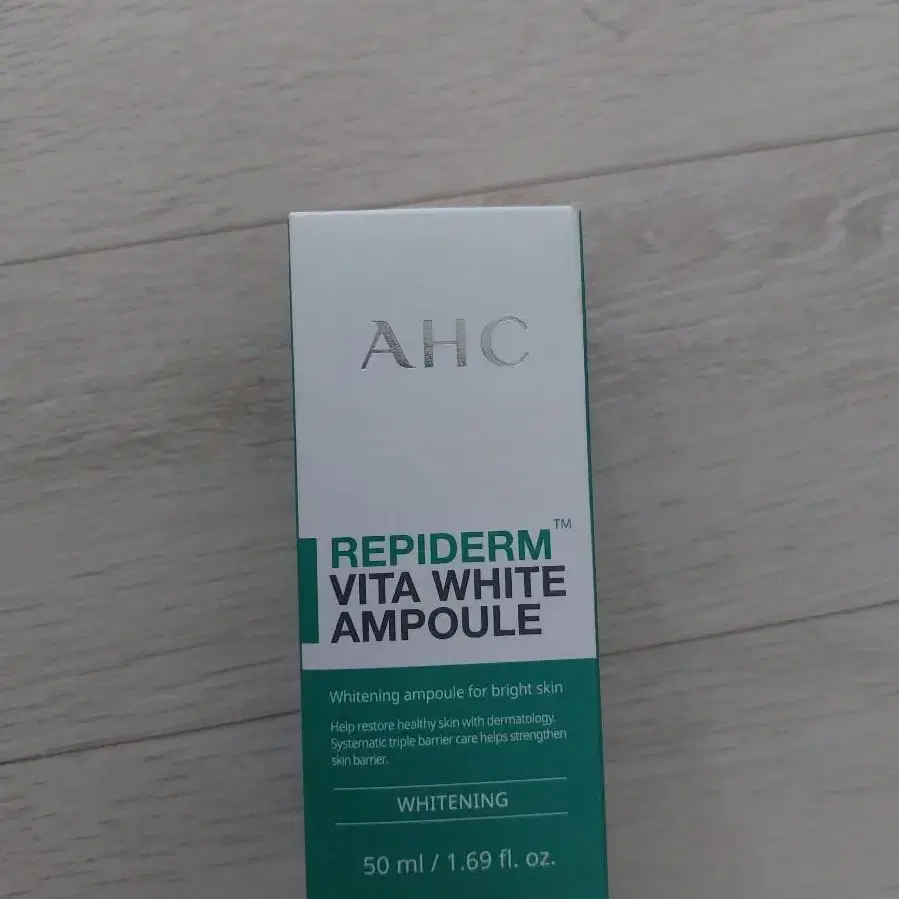 AHC
REPIDERM™
VITA WHITE
AMPOULE
Whitening ampoule for bright skin
Help restore healthy skin with dermatology.
Systematic triple barrier care helps strengthen
skin barrier.
WHITENING
50 ml / 1.69 fl. oz.